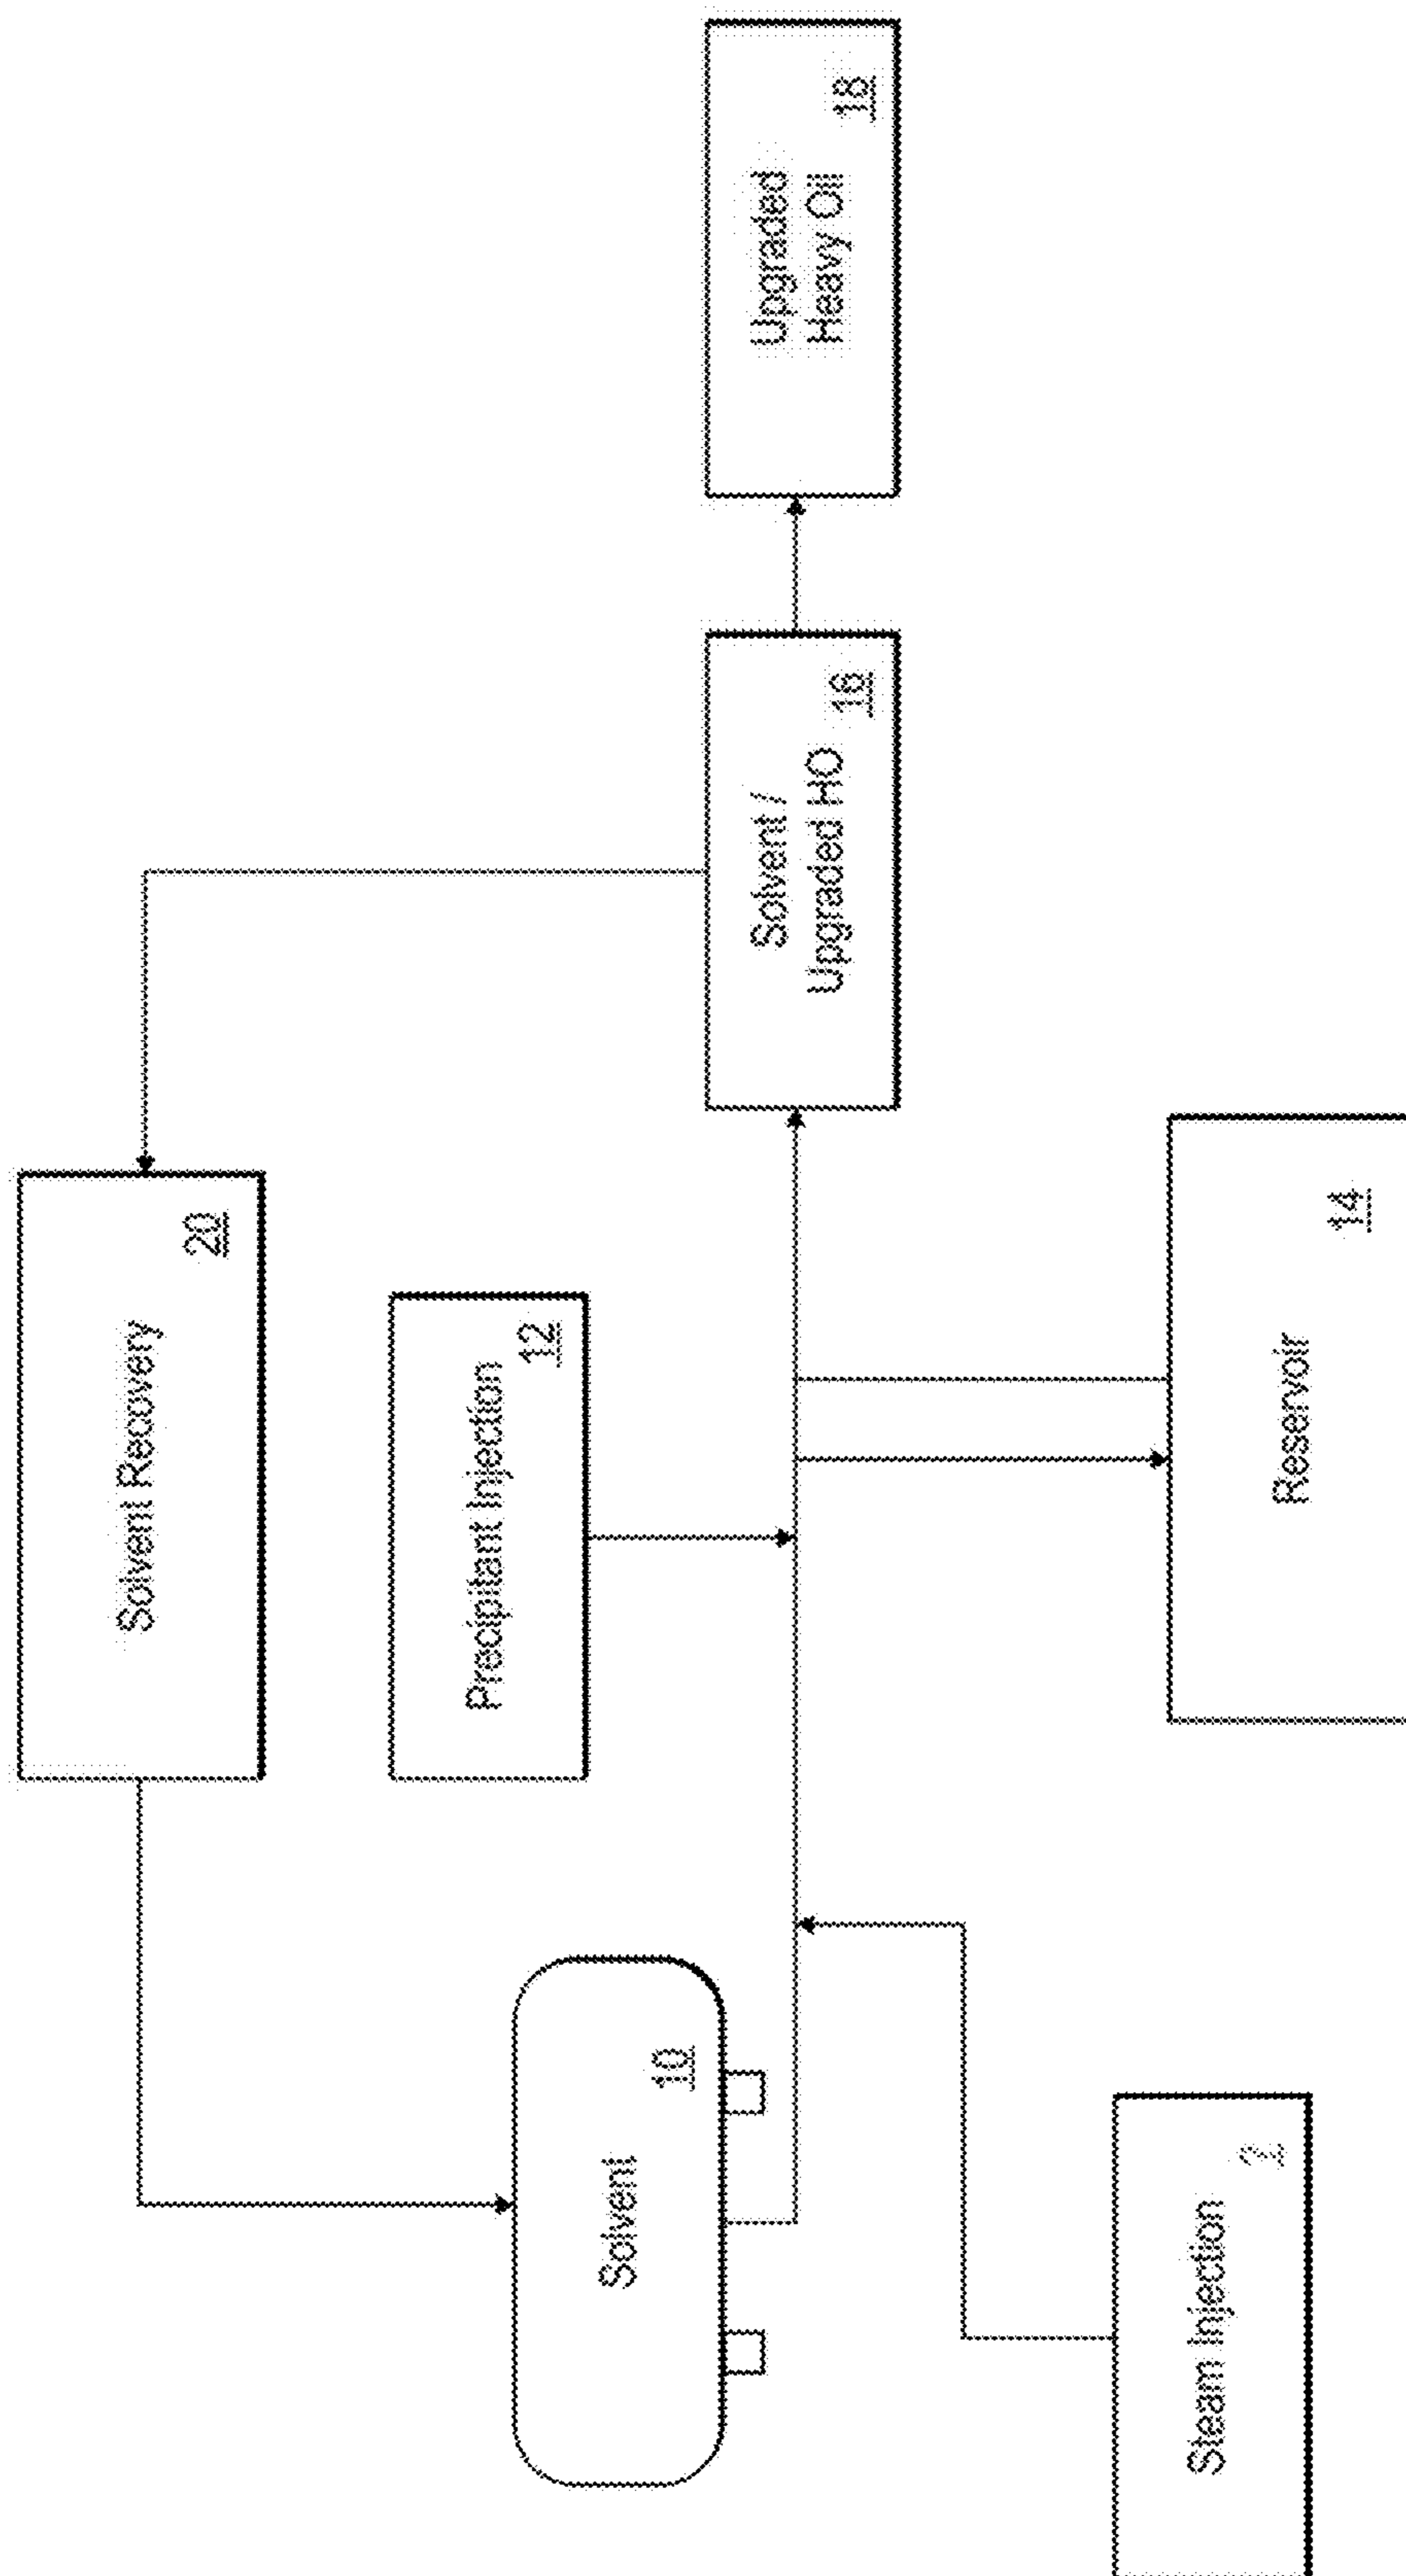 Solvent Recovery
20
Precipitant Injection
12
Solvent
10
Solvent /
Upgraded HO
16
Upgraded
Heavy Oil
18
Steam Injection
2
Reservoir
14